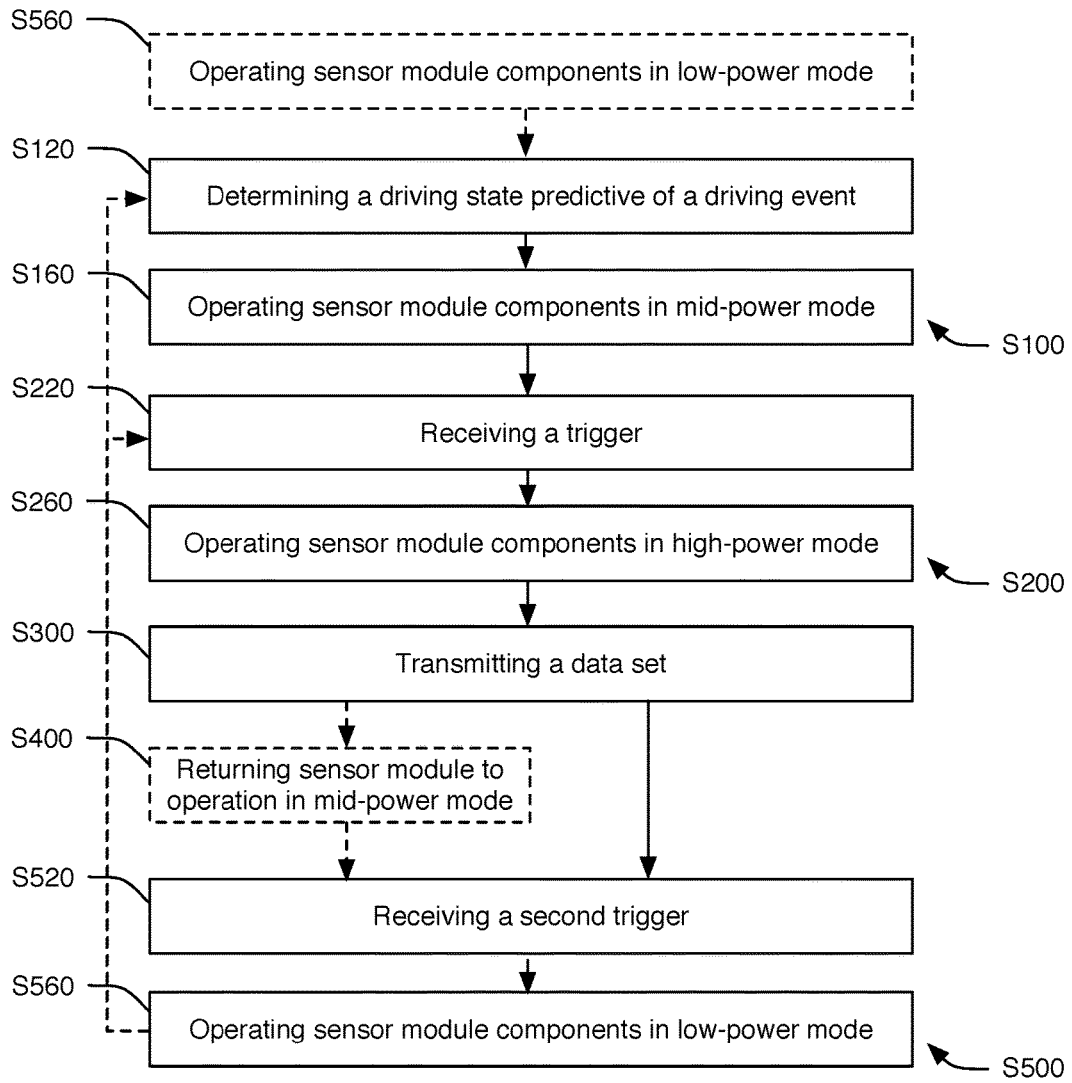 S560
Operating sensor module components in low-power mode
S120
Determining a driving state predictive of a driving event
S160
Operating sensor module components in mid-power mode
S100
S220
Receiving a trigger
S260
Operating sensor module components in high-power mode
S200
S300
Transmitting a data set
S400
Returning sensor module to
operation in mid-power mode
S520
Receiving a second trigger
S560
Operating sensor module components in low-power mode
S500